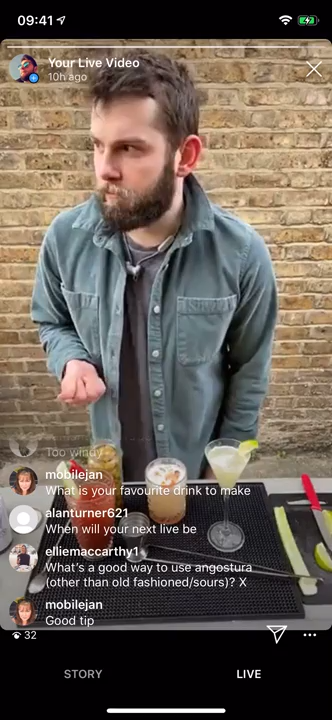 09:41
Your Live Video
10h ago
Too windy
mobilejan
What is your favourite drink to make
alanturner621
When will your next live be
elliemaccarthy1
What's a good way to use angostura
(other than old fashioned/sours)? X
mobilejan
Good tip
32
STORY
LIVE